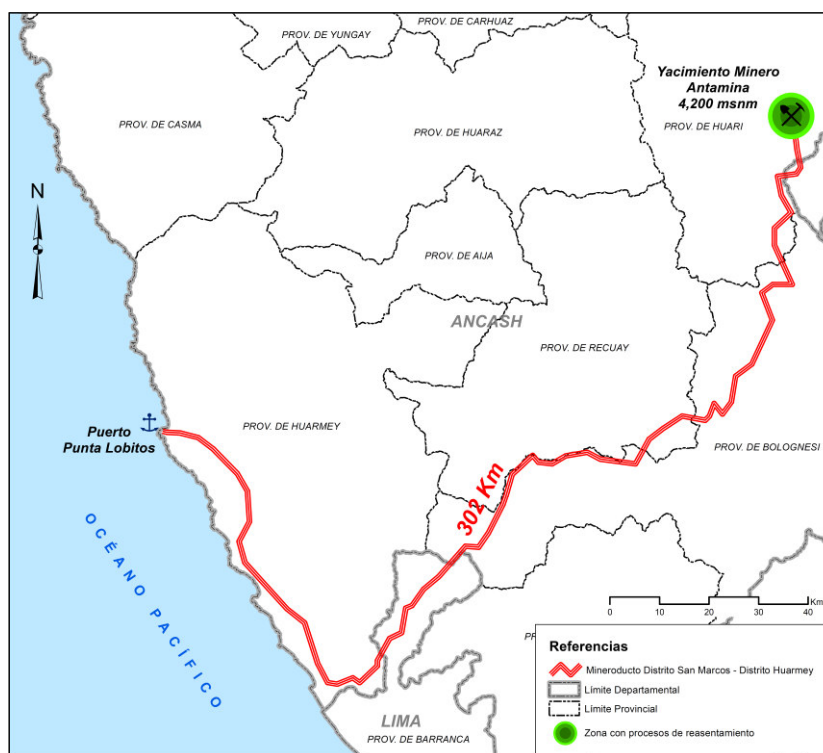 PROV. DE CARHUAZ
PROV. DE YUNGAY
Yacimiento Minero
Antamina
4,200 msnm
PROV. DE CASMA
PROV. DE HUARAZ
PROV. DE HUARI
N
PROV. DE AIJA
ANCASH
PROV. DE RECUAY
Puerto
Punta Lobitos
PROV. DE HUARMEY
PROV. DE BOLOGNESI
302 Km
OCÉANO PACÍFICO
0 10 20 30 40
Km
Referencias
Mineroducto Distrito San Marcos - Distrito Huarmey
Límite Departamental
Límite Provincial
Zona con procesos de reasentamiento
LIMA
PROV. DE BARRANCA